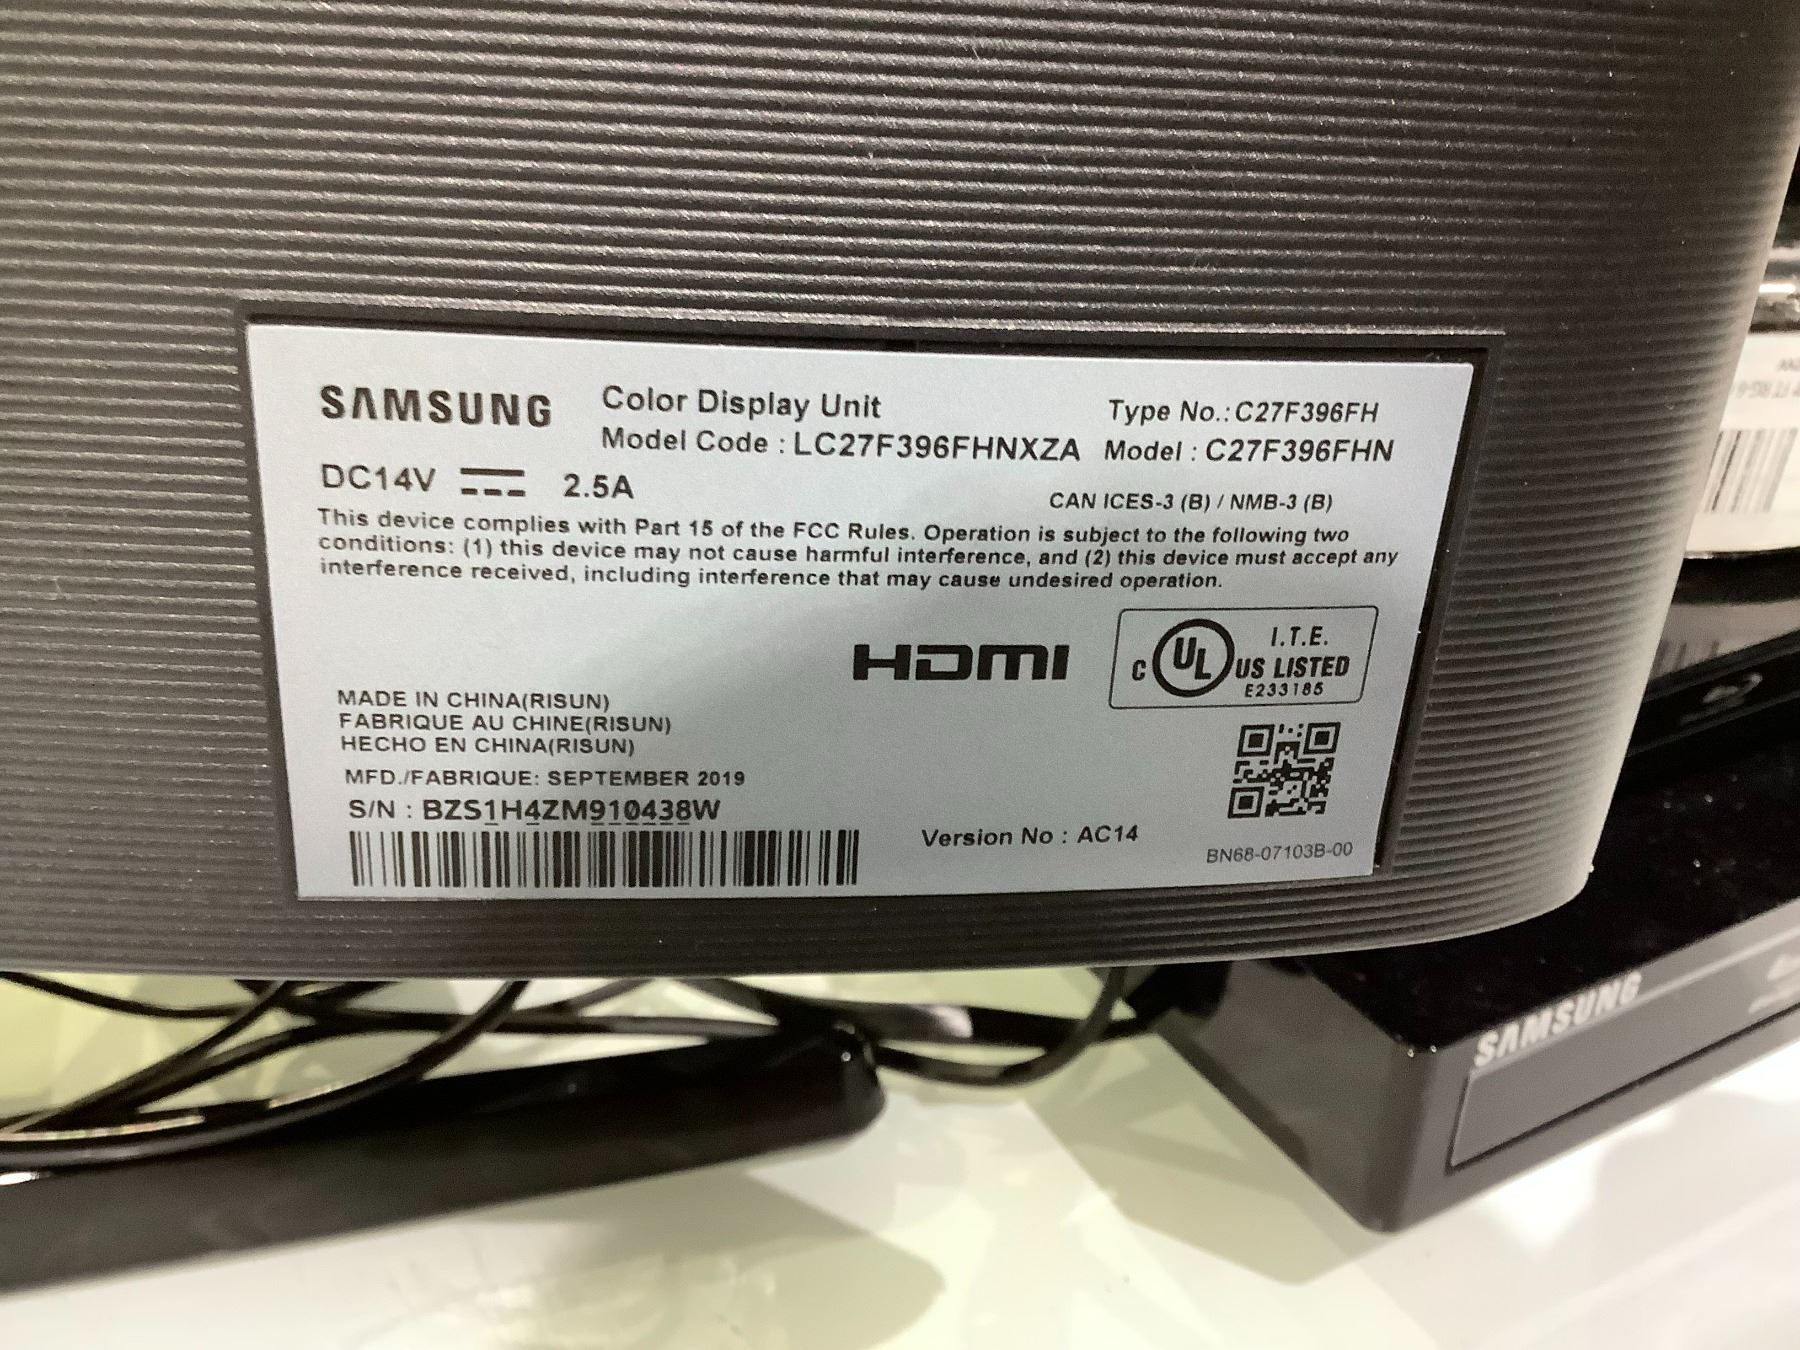 SAMSUNG
Color Display Unit
Type No.: C27F396FH
Model Code : LC27F396FHNXZA
Model : C27F396FHN
DC14V 2.5A
CAN ICES-3 (B) / NMB-3 (B)
This device complies with Part 15 of the FCC Rules. Operation is subject to the following two
conditions: (1) this device may not cause harmful interference, and (2) this device must accept any
interference received, including interference that may cause undesired operation.
HDMI
C UL US LISTED
I.T.E.
E233185
MADE IN CHINA(RISUN)
FABRIQUE AU CHINE(RISUN)
HECHO EN CHINA(RISUN)
MFD./FABRIQUE: SEPTEMBER 2019
S/N : BZS1H4ZM910438W
Version No : AC14
BN68-07103B-00
SAMSUNG